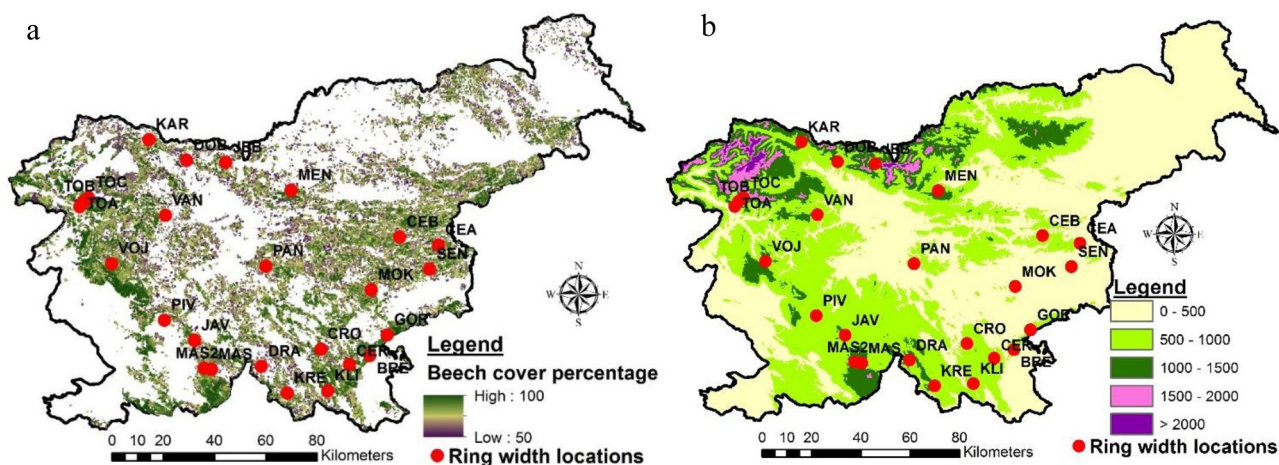 a
KAR
DOB
JRB
MEN
TOB
TOC
TOA
VAN
CEB
CEA
SEN
VOJ
PAN
MOK
N
W
E
S
PIV
JAV
GOR
CRO
MAS2
MAS
DRA
CER
KRE
KLI
BRE
Legend
Beech cover percentage
High : 100
Low : 50
0 10 20 40 60 80
Kilometers
Ring width locations
b
KAR
DOB
JRB
MEN
TOB
TOC
TOA
VAN
CEB
CEA
N
W
E
S
SEN
VOJ
PAN
MOK
PIV
JAV
GOR
CRO
MAS2
MAS
DRA
CER
KRE
KLI
BRE
Legend
0 - 500
500 - 1000
1000 - 1500
1500 - 2000
> 2000
0 10 20 40 60 80
Kilometers
Ring width locations